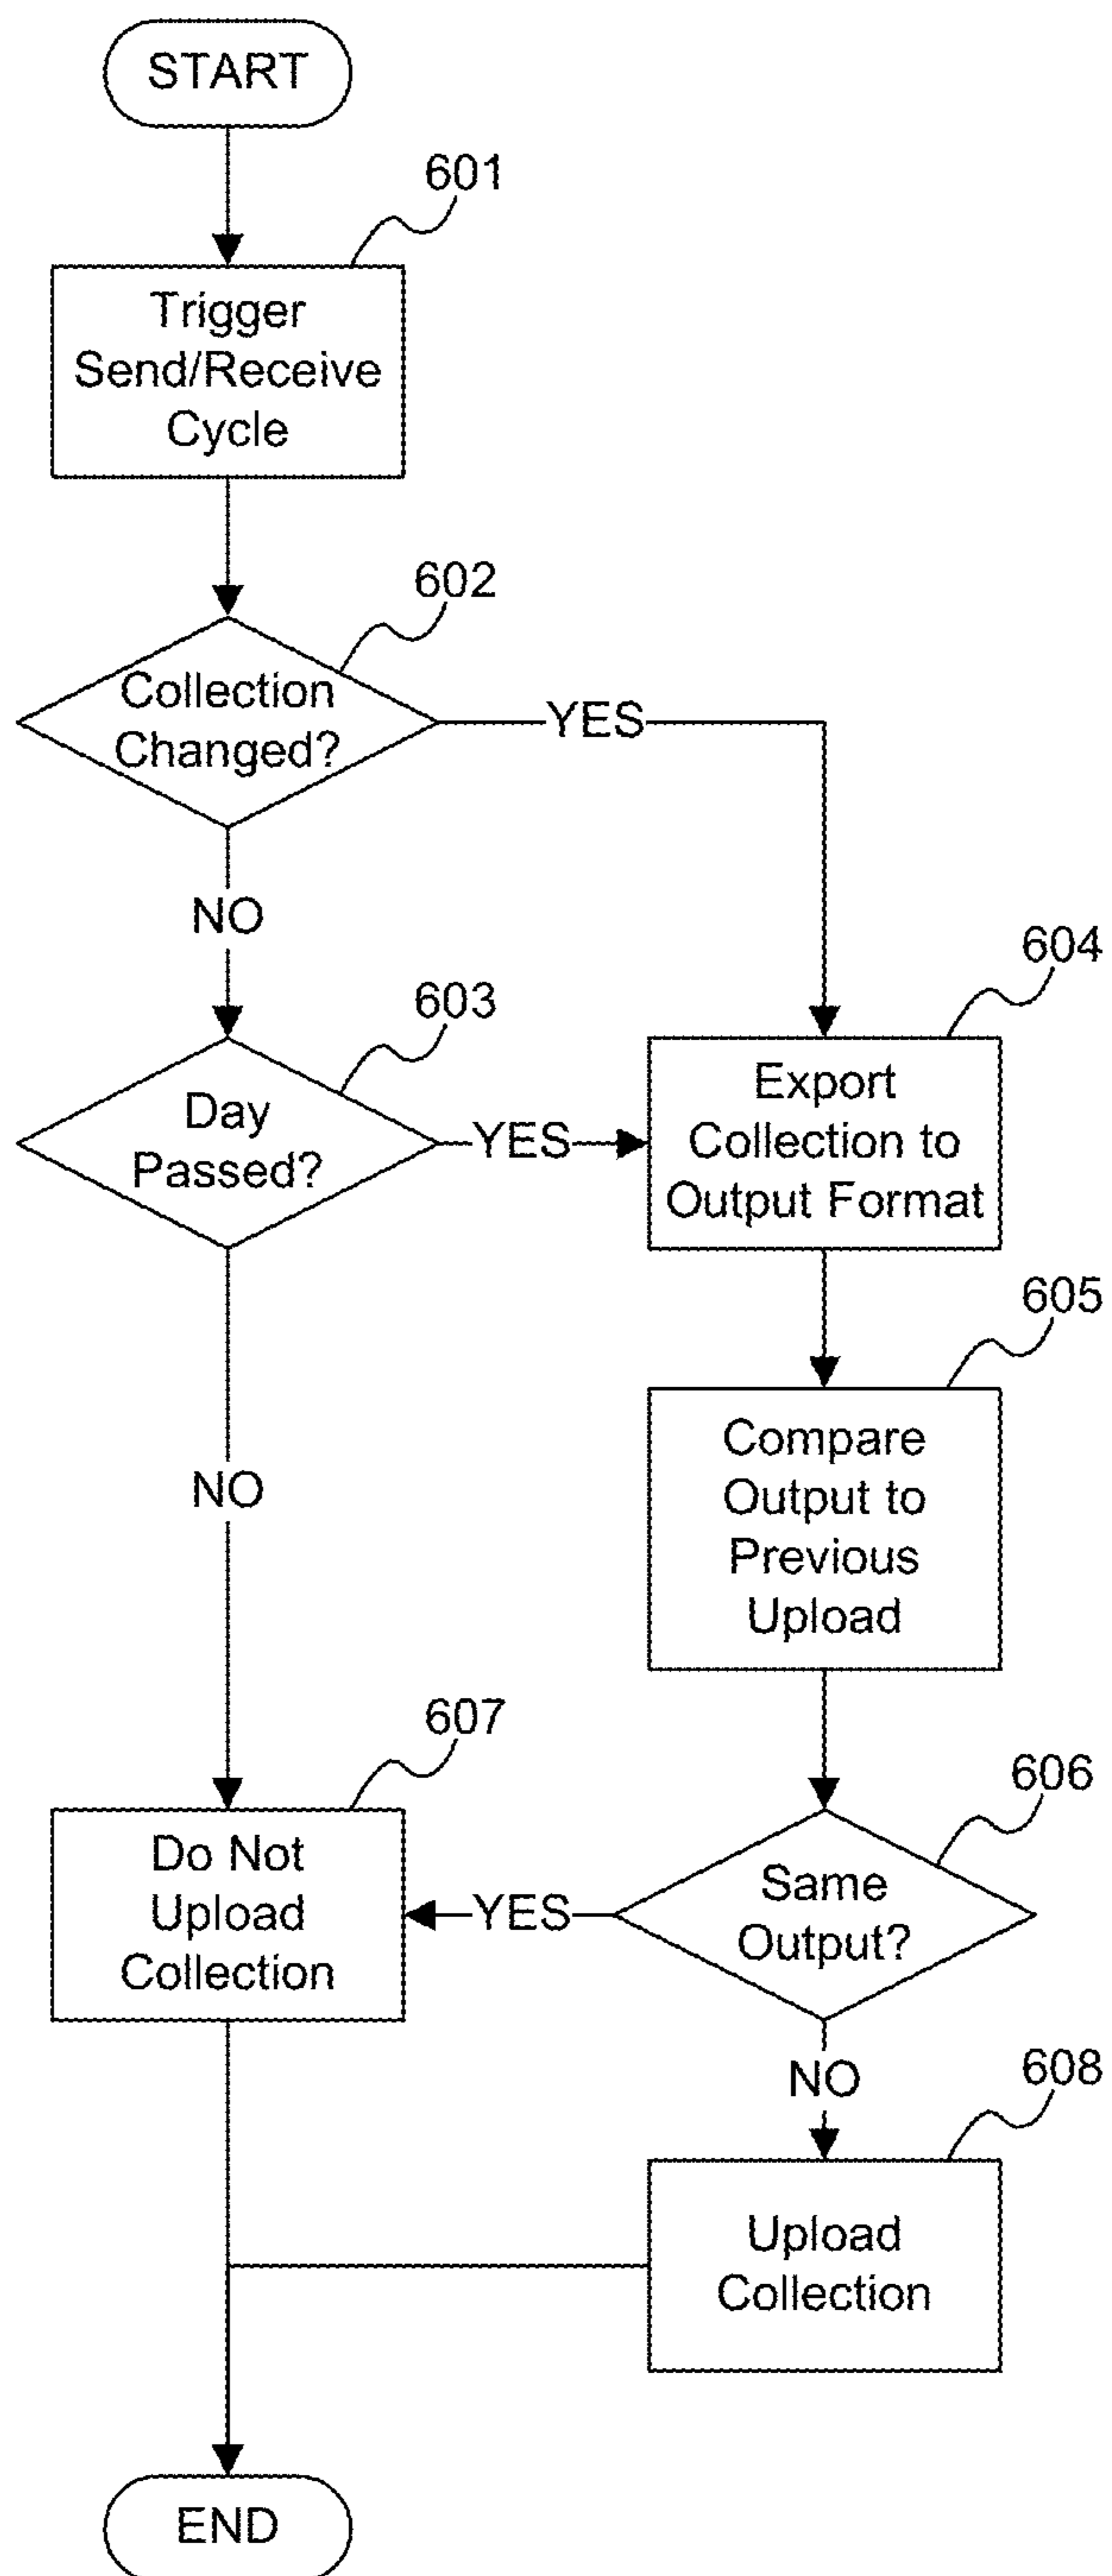 START
601
Trigger
Send/Receive
Cycle
602
Collection
Changed?
YES
NO
603
Day
Passed?
YES
604
Export
Collection to
Output Format
605
Compare
Output to
Previous
Upload
NO
607
Do Not
Upload
Collection
606
Same
Output?
YES
NO
608
Upload
Collection
END